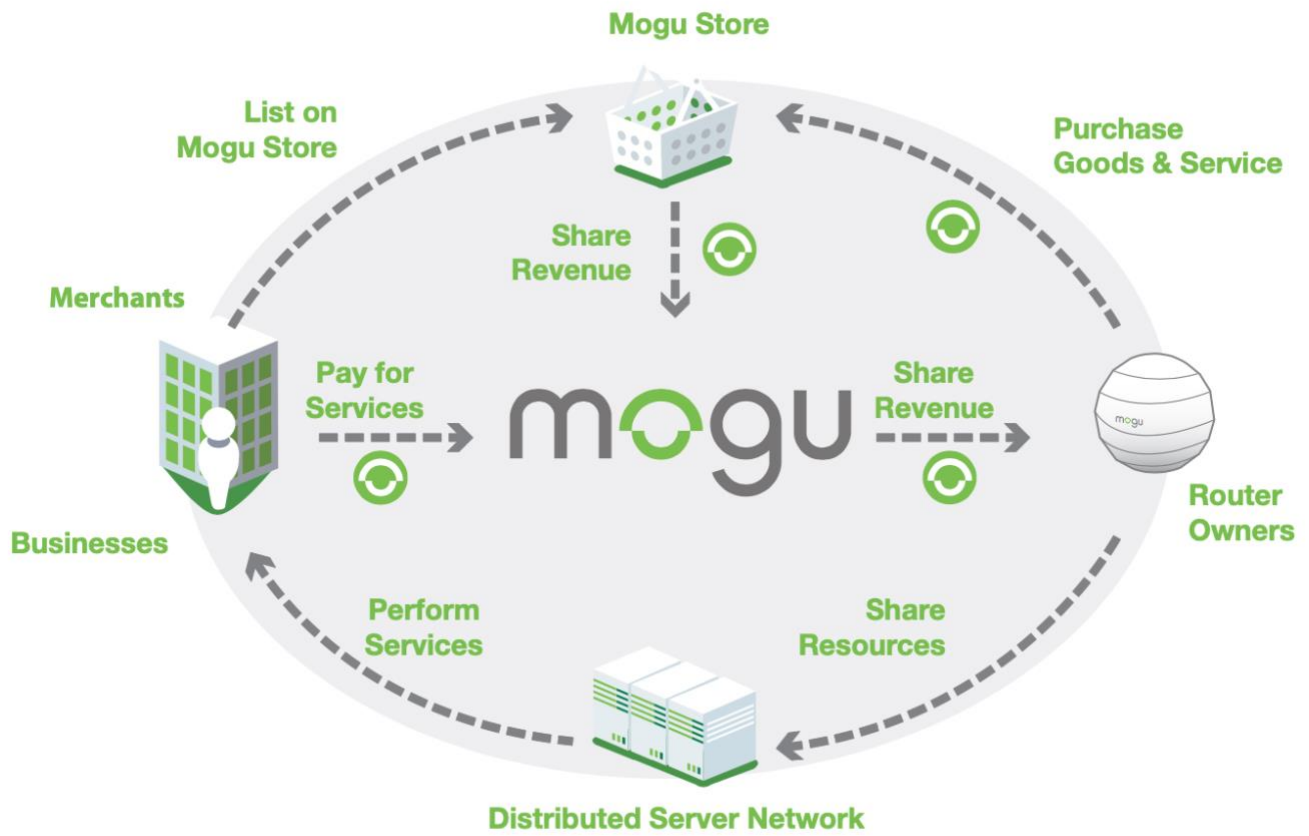 Mogu Store
List on
Mogu Store
Purchase
Goods & Service
Share
Revenue
Merchants
Pay for
Services
mogu
Share
Revenue
mogu
Router
Owners
Businesses
Perform
Services
Share
Resources
Distributed Server Network